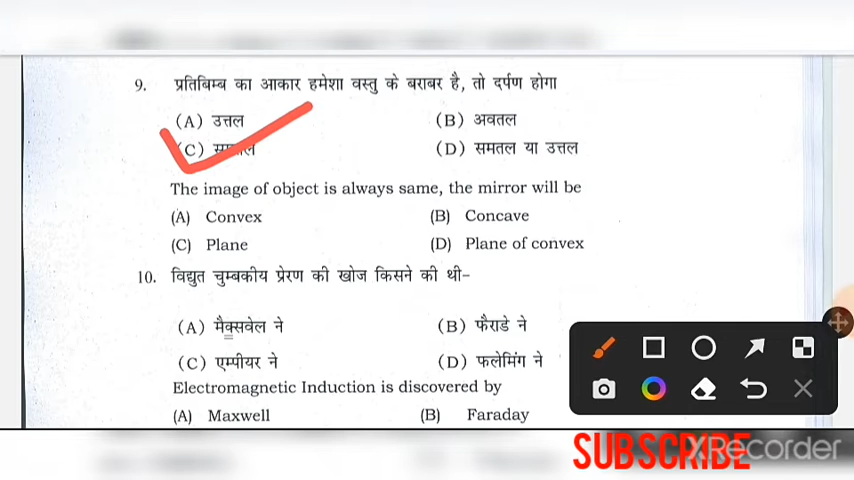 9. प्रतिबिम्ब का आकार हमेशा वस्तु के बराबर है, तो दर्पण होगा
(A) उत्तल (B) अवतल
(C) (D) समतल या उत्तल
The image of object is always same, the mirror will be
(A) Convex (B) Concave
(C) Plane (D) Plane of convex
10. विद्युत चुम्बकीय प्रेरण की खोज किसने की थी-
(A) मैक्सवेल ने (B) फैराडे ने
(C) एम्पीयर ने (D) फलेमिंग ने
Electromagnetic Induction is discovered by
(A) Maxwell (B) Faraday
SUBSCRIBE
XRecorder